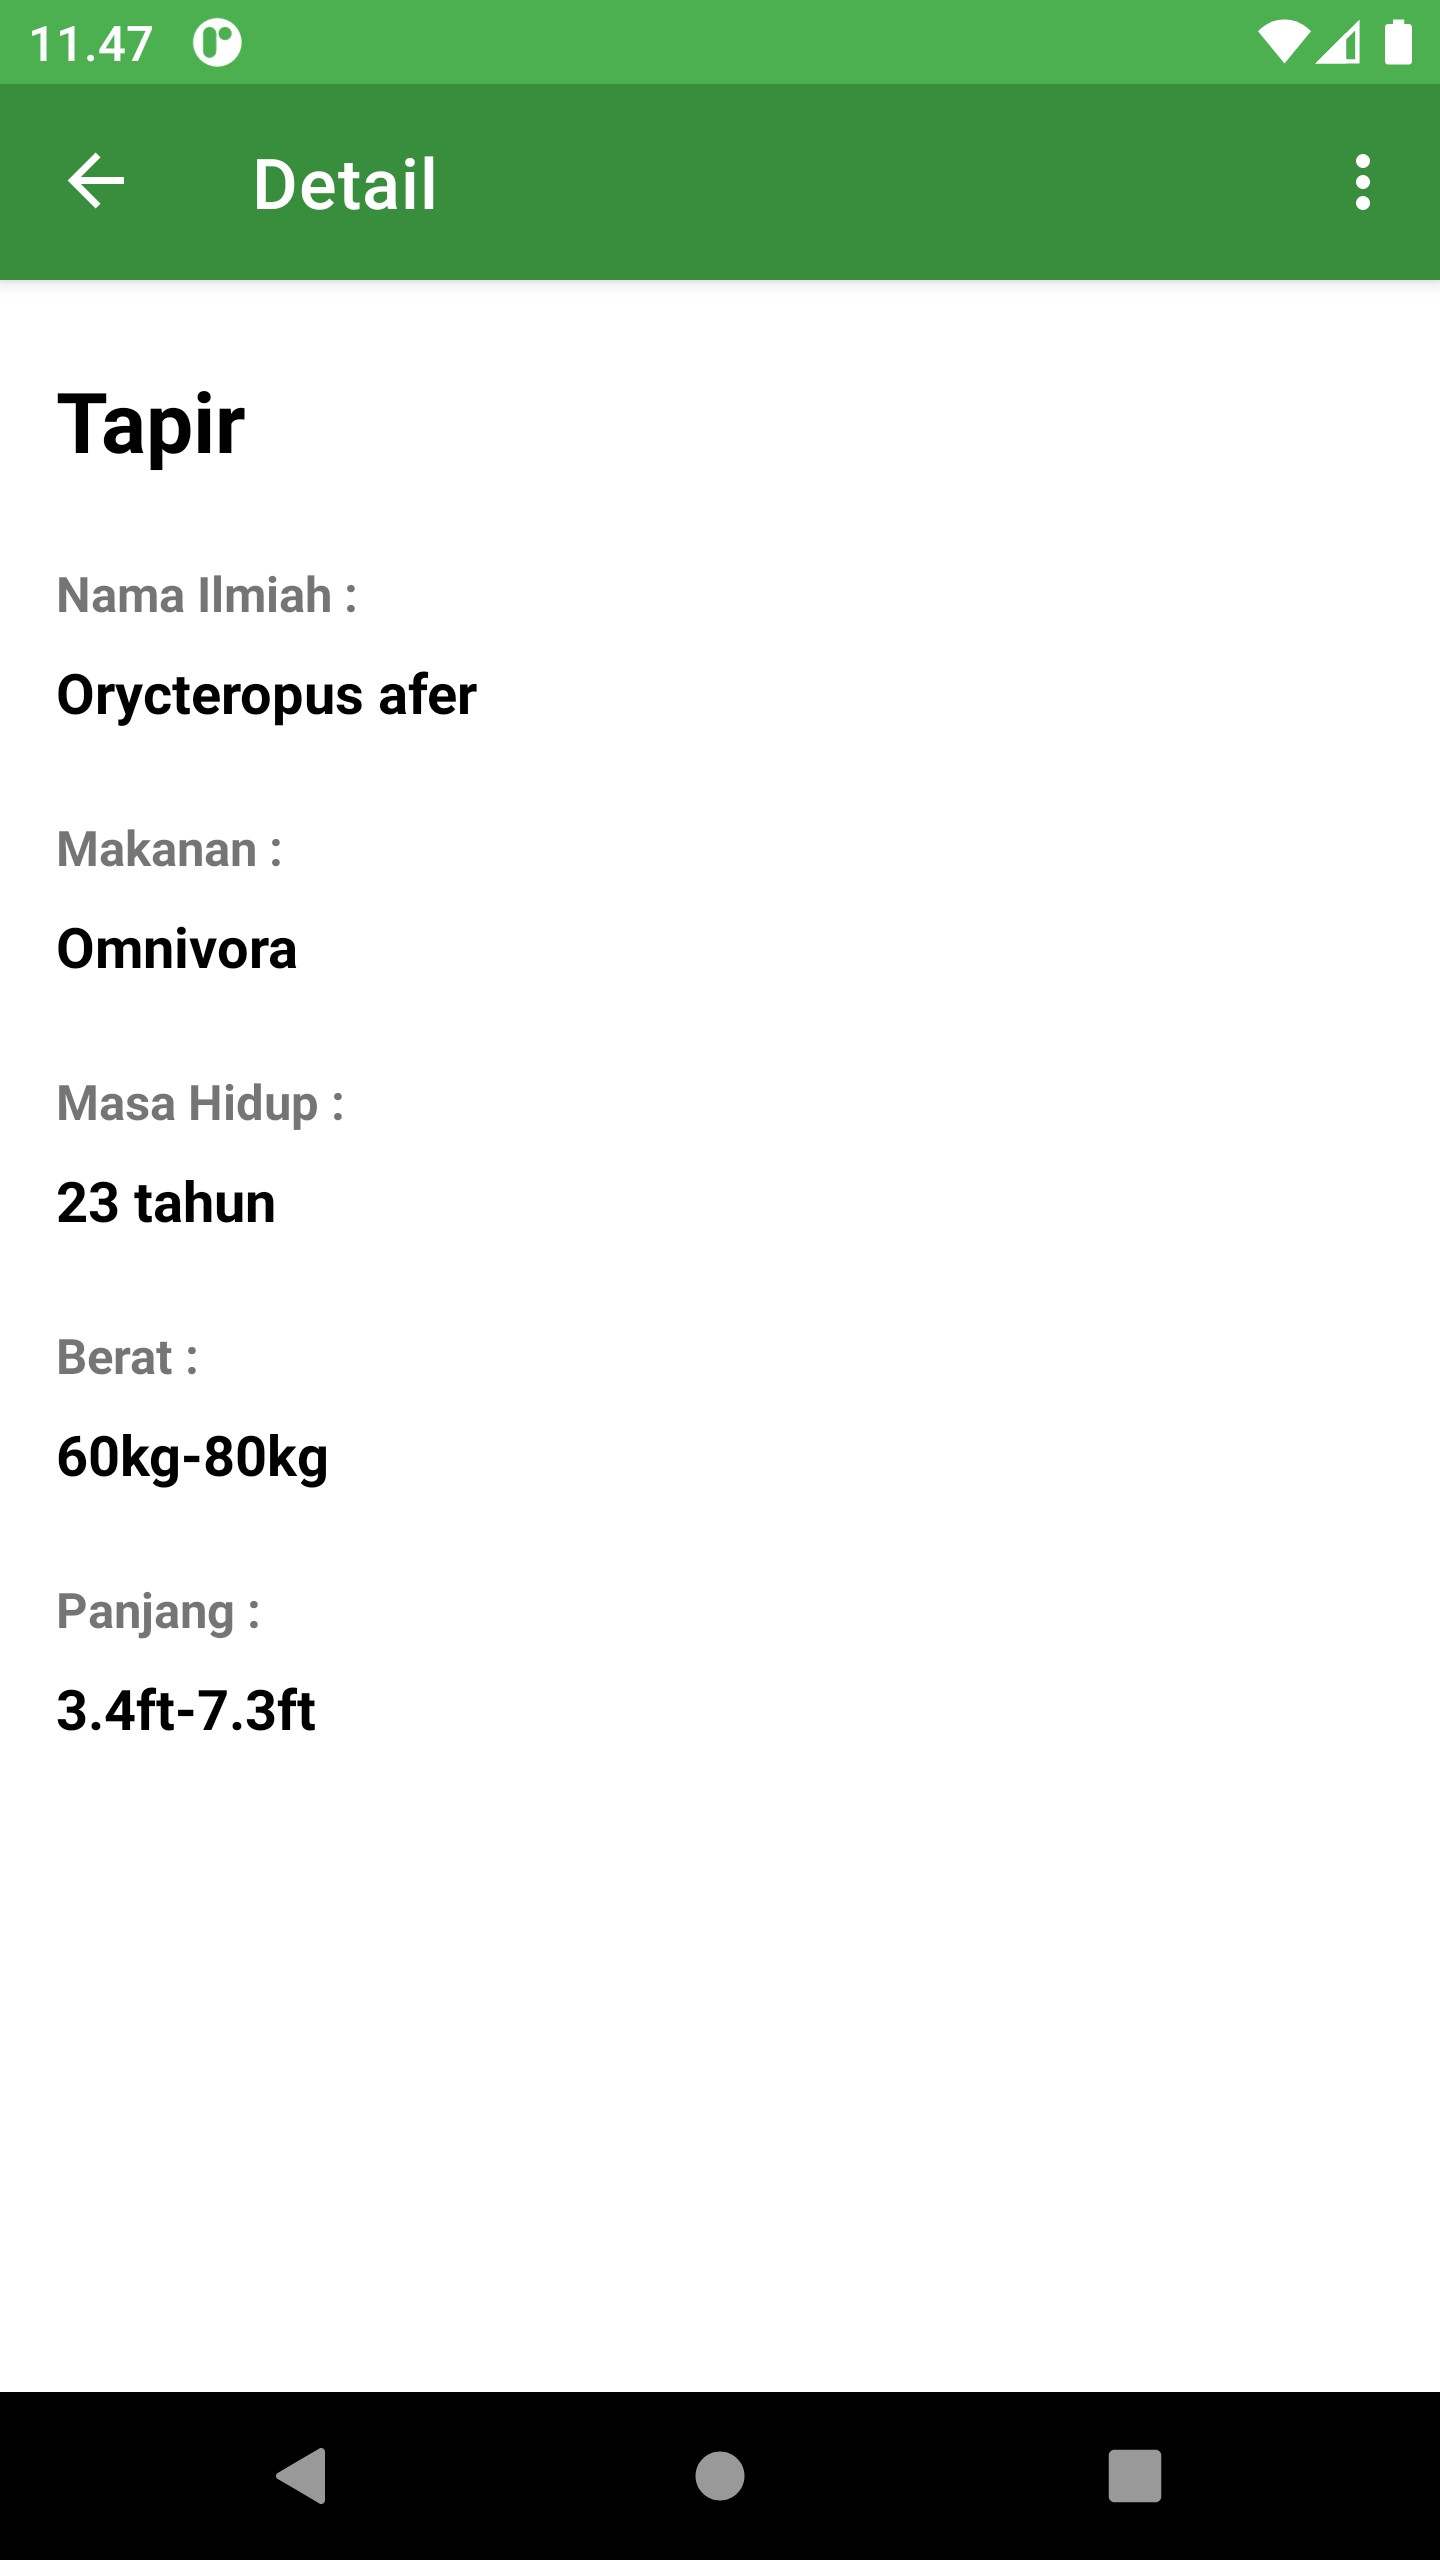 11.47
Detail
Tapir
Nama Ilmiah :
Orycteropus afer
Makanan :
Omnivora
Masa Hidup :
23 tahun
Berat :
60kg-80kg
Panjang :
3.4ft-7.3ft